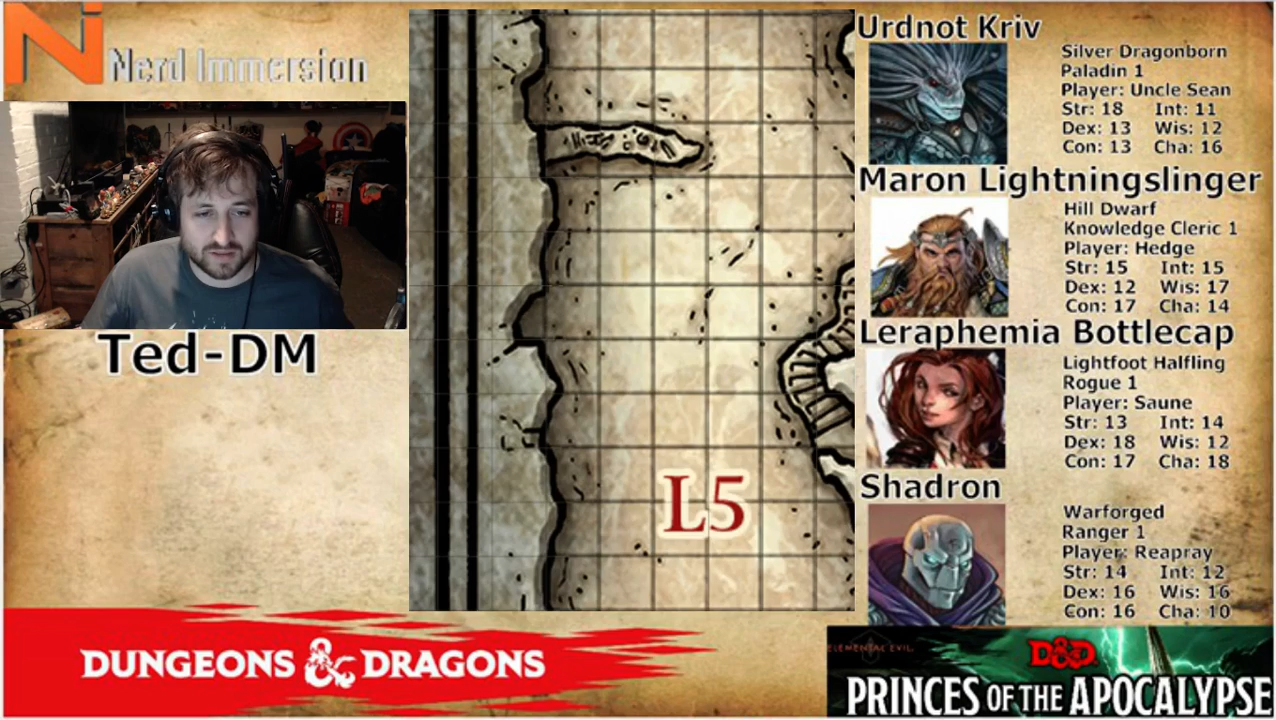 Nerd Immersion
Ted-DM
L5
Urdnot Kriv
Silver Dragonborn
Paladin 1
Player: Uncle Sean
Str: 18 Int: 11
Dex: 13 Wis: 12
Con: 13 Cha: 16
Maron Lightningslinger
Hill Dwarf
Knowledge Cleric 1
Player: Hedge
Str: 15 Int: 15
Dex: 12 Wis: 17
Con: 17 Cha: 14
Leraphemia Bottlecap
Lightfoot Halfling
Rogue 1
Player: Saune
Str: 13 Int: 14
Dex: 18 Wis: 12
Con: 17 Cha: 18
Shadron
Warforged
Ranger 1
Player: Reapray
Str: 14 Int: 12
Dex: 16 Wis: 16
Con: 16 Cha: 10
DUNGEONS & DRAGONS
ELEMENTAL EVIL
D&D
PRINCES OF THE APOCALYPSE